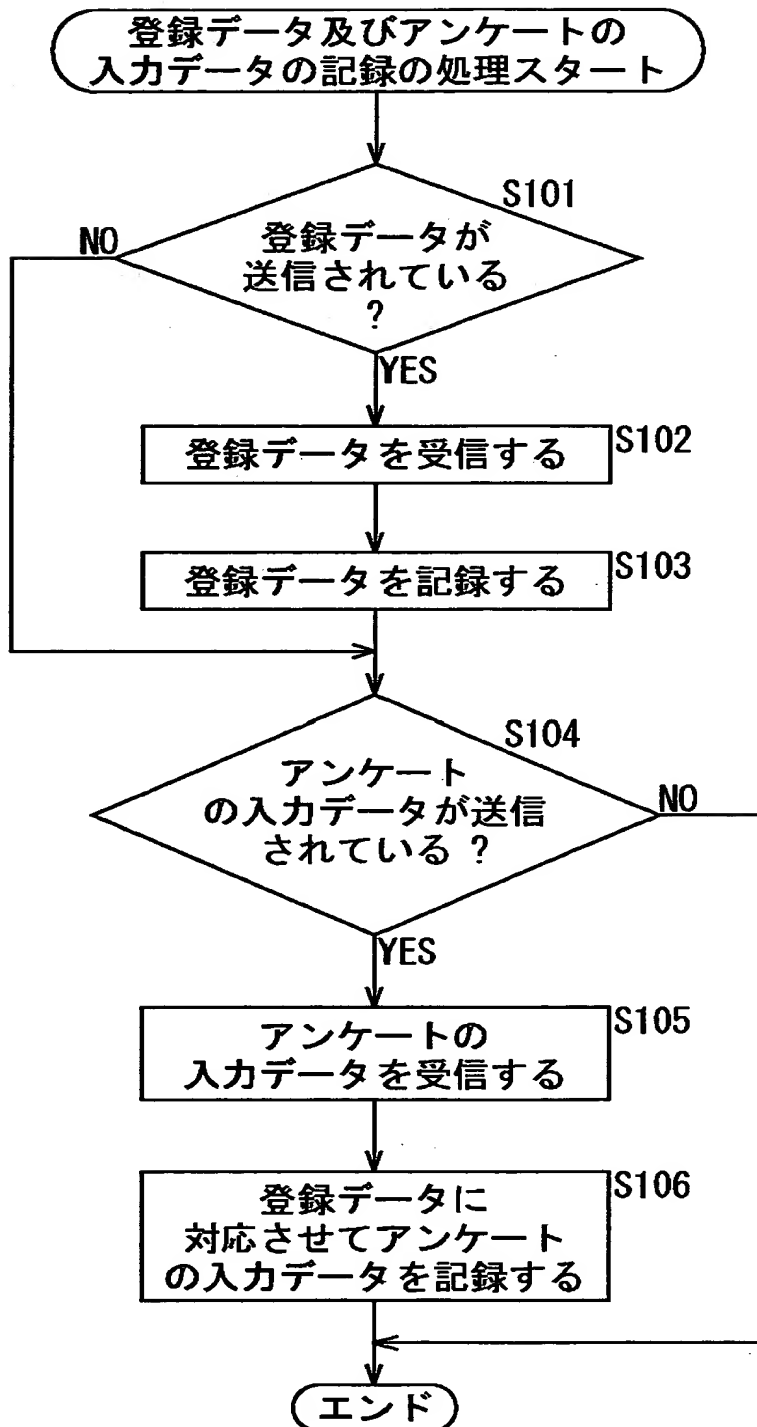 登録データ及びアンケートの
入力データの記録の処理スタート
S101
NO
登録データが
送信されている
?
YES
S102
登録データを受信する
S103
登録データを記録する
S104
アンケート
の入力データが送信
されている ?
NO
YES
S105
アンケートの
入力データを受信する
S106
登録データに
対応させてアンケート
の入力データを記録する
エンド